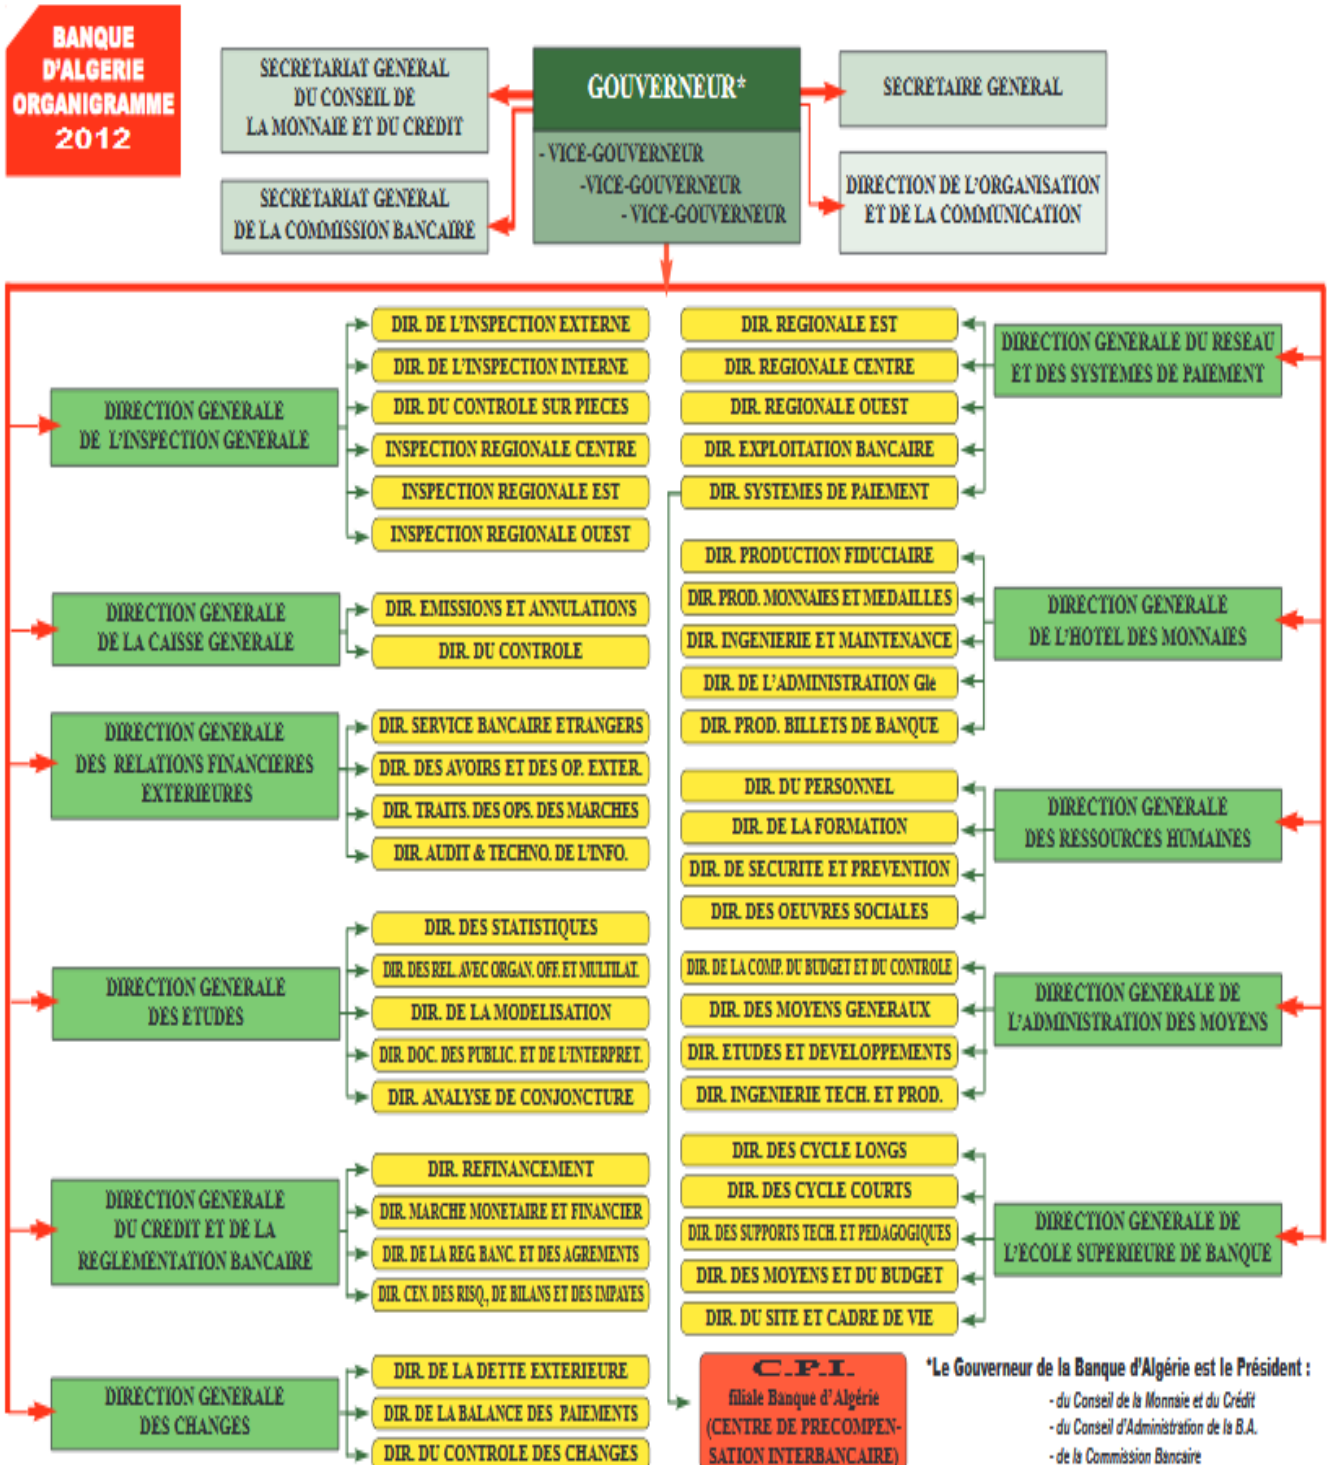 BANQUE
D'ALGERIE
ORGANIGRAMME
2012
SECRETARIAT GENERAL
DU CONSEIL DE
LA MONNAIE ET DU CREDIT
SECRETARIAT GENERAL
DE LA COMMISSION BANCAIRE
GOUVERNEUR*
- VICE-GOUVERNEUR
-VICE-GOUVERNEUR
- VICE-GOUVERNEUR
SECRETAIRE GENERAL
DIRECTION DE L'ORGANISATION
ET DE LA COMMUNICATION
DIRECTION GENERALE
DE L'INSPECTION GENERALE
DIR. DE L'INSPECTION EXTERNE
DIR. DE L'INSPECTION INTERNE
DIR. DU CONTROLE SUR PIECES
INSPECTION REGIONALE CENTRE
INSPECTION REGIONALE EST
INSPECTION REGIONALE OUEST
DIRECTION GENERALE
DE LA CAISSE GENERALE
DIR. EMISSIONS ET ANNULATIONS
DIR. DU CONTROLE
DIRECTION GENERALE
DES RELATIONS FINANCIERES
EXTERIEURES
DIR. SERVICE BANCAIRE ETRANGERS
DIR. DES AVOIRS ET DES OP. EXTER.
DIR. TRAITS. DES OPS. DES MARCHES
DIR. AUDIT & TECHNO. DE L'INFO.
DIRECTION GENERALE
DES ETUDES
DIR. DES STATISTIQUES
DIR. DES REL. AVEC ORGAN. OFF. ET MULTILAT.
DIR. DE LA MODELISATION
DIR. DOC. DES PUBLIC. ET DE L'INTERPRET.
DIR. ANALYSE DE CONJONCTURE
DIRECTION GENERALE
DU CREDIT ET DE LA
REGLEMENTATION BANCAIRE
DIR. REFINANCEMENT
DIR. MARCHE MONETAIRE ET FINANCIER
DIR. DE LA REG. BANC. ET DES AGREMENTS
DIR. CEN. DES RISQ., DE BILANS ET DES IMPAYES
DIRECTION GENERALE
DES CHANGES
DIR. DE LA DETTE EXTERIEURE
DIR. DE LA BALANCE DES PAIEMENTS
DIR. DU CONTROLE DES CHANGES
DIRECTION GENERALE DU RESEAU
ET DES SYSTEMES DE PAIEMENT
DIR. REGIONALE EST
DIR. REGIONALE CENTRE
DIR. REGIONALE OUEST
DIR. EXPLOITATION BANCAIRE
DIR. SYSTEMES DE PAIEMENT
DIRECTION GENERALE
DE L'HOTEL DES MONNAIES
DIR. PRODUCTION FIDUCIAIRE
DIR. PROD. MONNAIES ET MEDAILLES
DIR. INGENIERIE ET MAINTENANCE
DIR. DE L'ADMINISTRATION Gle
DIR. PROD. BILLETS DE BANQUE
DIRECTION GENERALE
DES RESSOURCES HUMAINES
DIR. DU PERSONNEL
DIR. DE LA FORMATION
DIR. DE SECURITE ET PREVENTION
DIR. DES OEUVRES SOCIALES
DIRECTION GENERALE DE
L'ADMINISTRATION DES MOYENS
DIR. DE LA COMP. DU BUDGET ET DU CONTROLE
DIR. DES MOYENS GENERAUX
DIR. ETUDES ET DEVELOPPEMENTS
DIR. INGENIERIE TECH. ET PROD.
DIRECTION GENERALE DE
L'ECOLE SUPERIEURE DE BANQUE
DIR. DES CYCLE LONGS
DIR. DES CYCLE COURTS
DIR. DES SUPPORTS TECH. ET PEDAGOGIQUES
DIR. DES MOYENS ET DU BUDGET
DIR. DU SITE ET CADRE DE VIE
C.P.I.
filiale Banque d'Algérie
(CENTRE DE PRECOMPEN-
SATION INTERBANCAIRE)
*Le Gouverneur de la Banque d'Algérie est le Président :
- du Conseil de la Monnaie et du Crédit
- du Conseil d'Administration de la B.A.
- de la Commission Bancaire